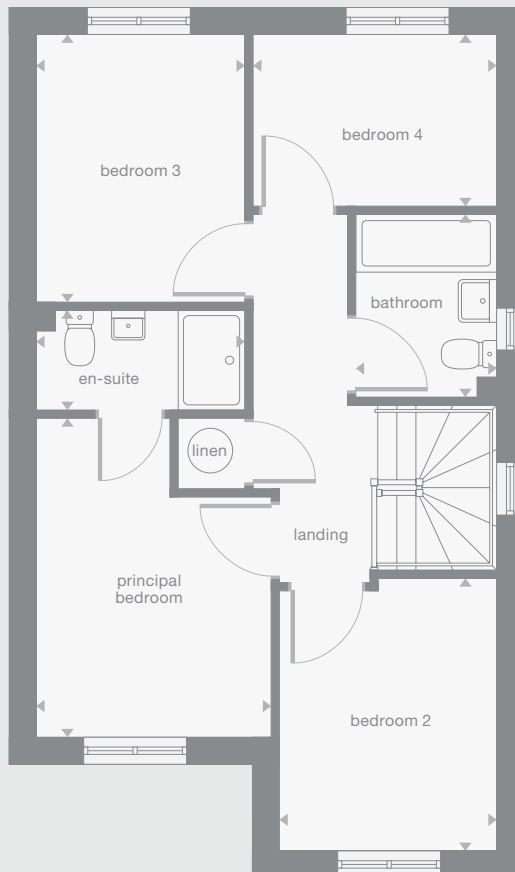 bedroom 3
bedroom 4
bathroom
en-suite
linen
landing
principal
bedroom
bedroom 2